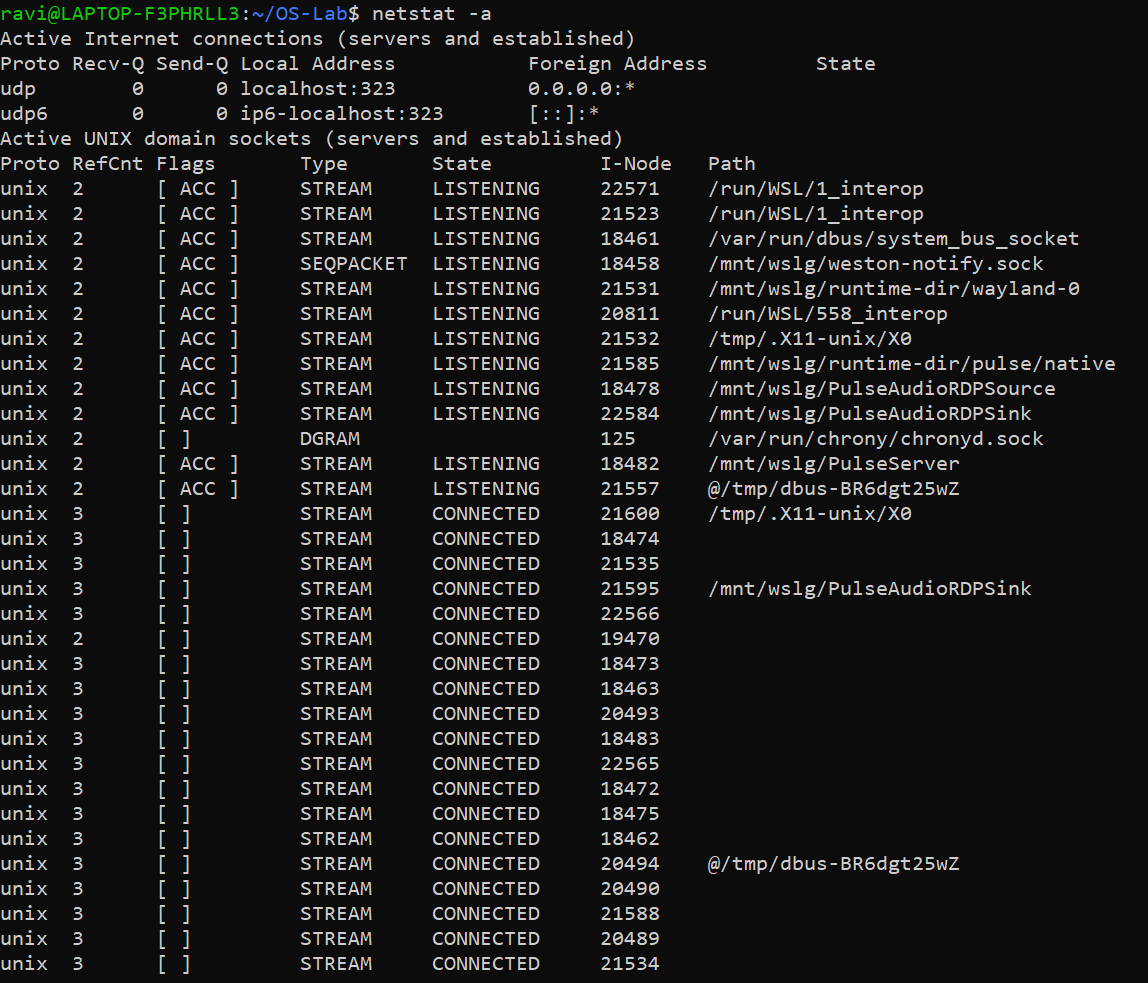 ravi@LAPTOP-F3PHRLL3:~/OS-Lab$ netstat -a
Active Internet connections (servers and established)
Proto Recv-Q Send-Q Local Address           Foreign Address         State
udp        0      0 localhost:323           0.0.0.0:*
udp6       0      0 ip6-localhost:323       [::]:*
Active UNIX domain sockets (servers and established)
Proto RefCnt Flags       Type       State         I-Node   Path
unix  2      [ ACC ]     STREAM     LISTENING     22571    /run/WSL/1_interop
unix  2      [ ACC ]     STREAM     LISTENING     21523    /run/WSL/1_interop
unix  2      [ ACC ]     STREAM     LISTENING     18461    /var/run/dbus/system_bus_socket
unix  2      [ ACC ]     SEQPACKET  LISTENING     18458    /mnt/wslg/weston-notify.sock
unix  2      [ ACC ]     STREAM     LISTENING     21531    /mnt/wslg/runtime-dir/wayland-0
unix  2      [ ACC ]     STREAM     LISTENING     20811    /run/WSL/558_interop
unix  2      [ ACC ]     STREAM     LISTENING     21532    /tmp/.X11-unix/X0
unix  2      [ ACC ]     STREAM     LISTENING     21585    /mnt/wslg/runtime-dir/pulse/native
unix  2      [ ACC ]     STREAM     LISTENING     18478    /mnt/wslg/PulseAudioRDPSource
unix  2      [ ACC ]     STREAM     LISTENING     22584    /mnt/wslg/PulseAudioRDPSink
unix  2      [ ]         DGRAM                    125      /var/run/chrony/chronyd.sock
unix  2      [ ACC ]     STREAM     LISTENING     18482    /mnt/wslg/PulseServer
unix  2      [ ACC ]     STREAM     LISTENING     21557    @/tmp/dbus-BR6dgt25wZ
unix  3      [ ]         STREAM     CONNECTED     21600    /tmp/.X11-unix/X0
unix  3      [ ]         STREAM     CONNECTED     18474
unix  3      [ ]         STREAM     CONNECTED     21535
unix  3      [ ]         STREAM     CONNECTED     21595    /mnt/wslg/PulseAudioRDPSink
unix  3      [ ]         STREAM     CONNECTED     22566
unix  2      [ ]         STREAM     CONNECTED     19470
unix  3      [ ]         STREAM     CONNECTED     18473
unix  3      [ ]         STREAM     CONNECTED     18463
unix  3      [ ]         STREAM     CONNECTED     20493
unix  3      [ ]         STREAM     CONNECTED     18483
unix  3      [ ]         STREAM     CONNECTED     22565
unix  3      [ ]         STREAM     CONNECTED     18472
unix  3      [ ]         STREAM     CONNECTED     18475
unix  3      [ ]         STREAM     CONNECTED     18462
unix  3      [ ]         STREAM     CONNECTED     20494    @/tmp/dbus-BR6dgt25wZ
unix  3      [ ]         STREAM     CONNECTED     20490
unix  3      [ ]         STREAM     CONNECTED     21588
unix  3      [ ]         STREAM     CONNECTED     20489
unix  3      [ ]         STREAM     CONNECTED     21534